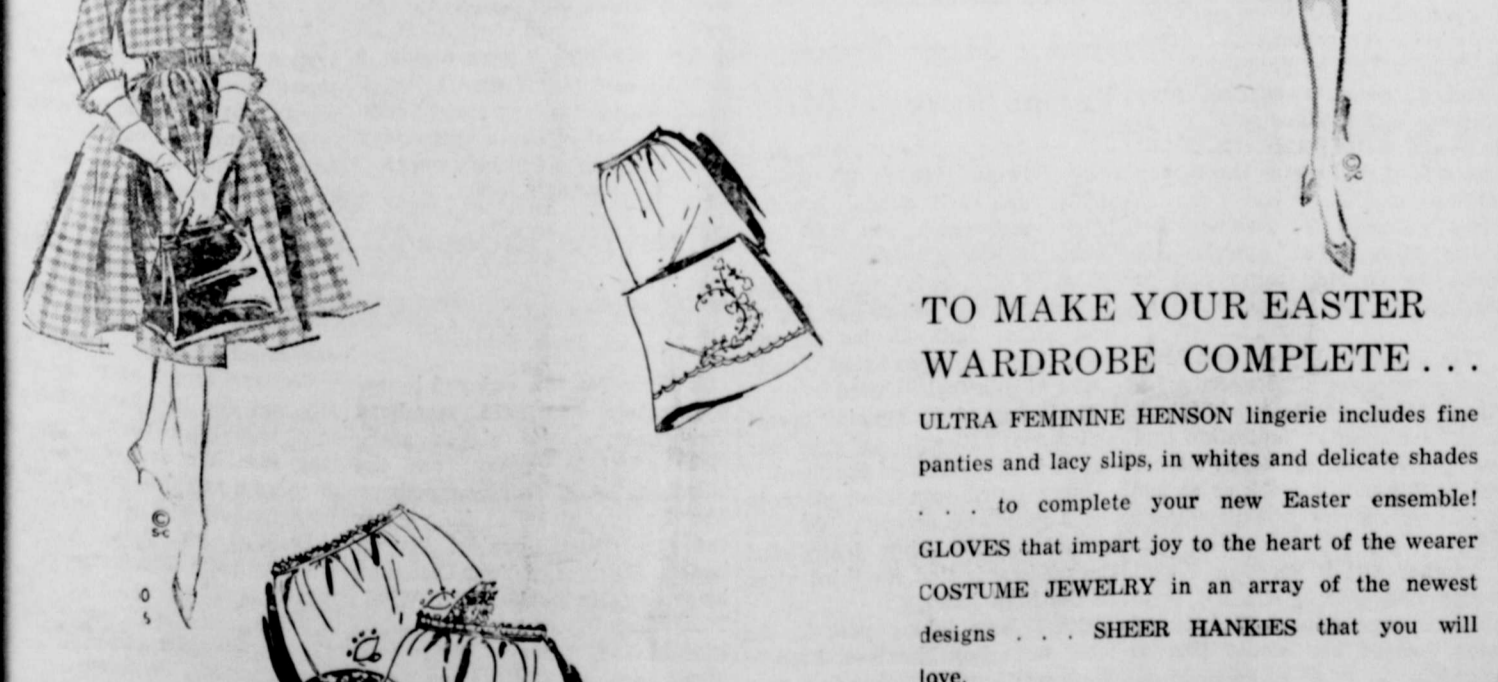 ©
SC
TO MAKE YOUR EASTER
WARDROBE COMPLETE . . .
ULTRA FEMININE HENSON lingerie includes fine
panties and lacy slips, in whites and delicate shades
. . . to complete your new Easter ensemble!
GLOVES that impart joy to the heart of the wearer
COSTUME JEWELRY in an array of the newest
designs . . . SHEER HANKIES that you will
love.
©
SC
O
S